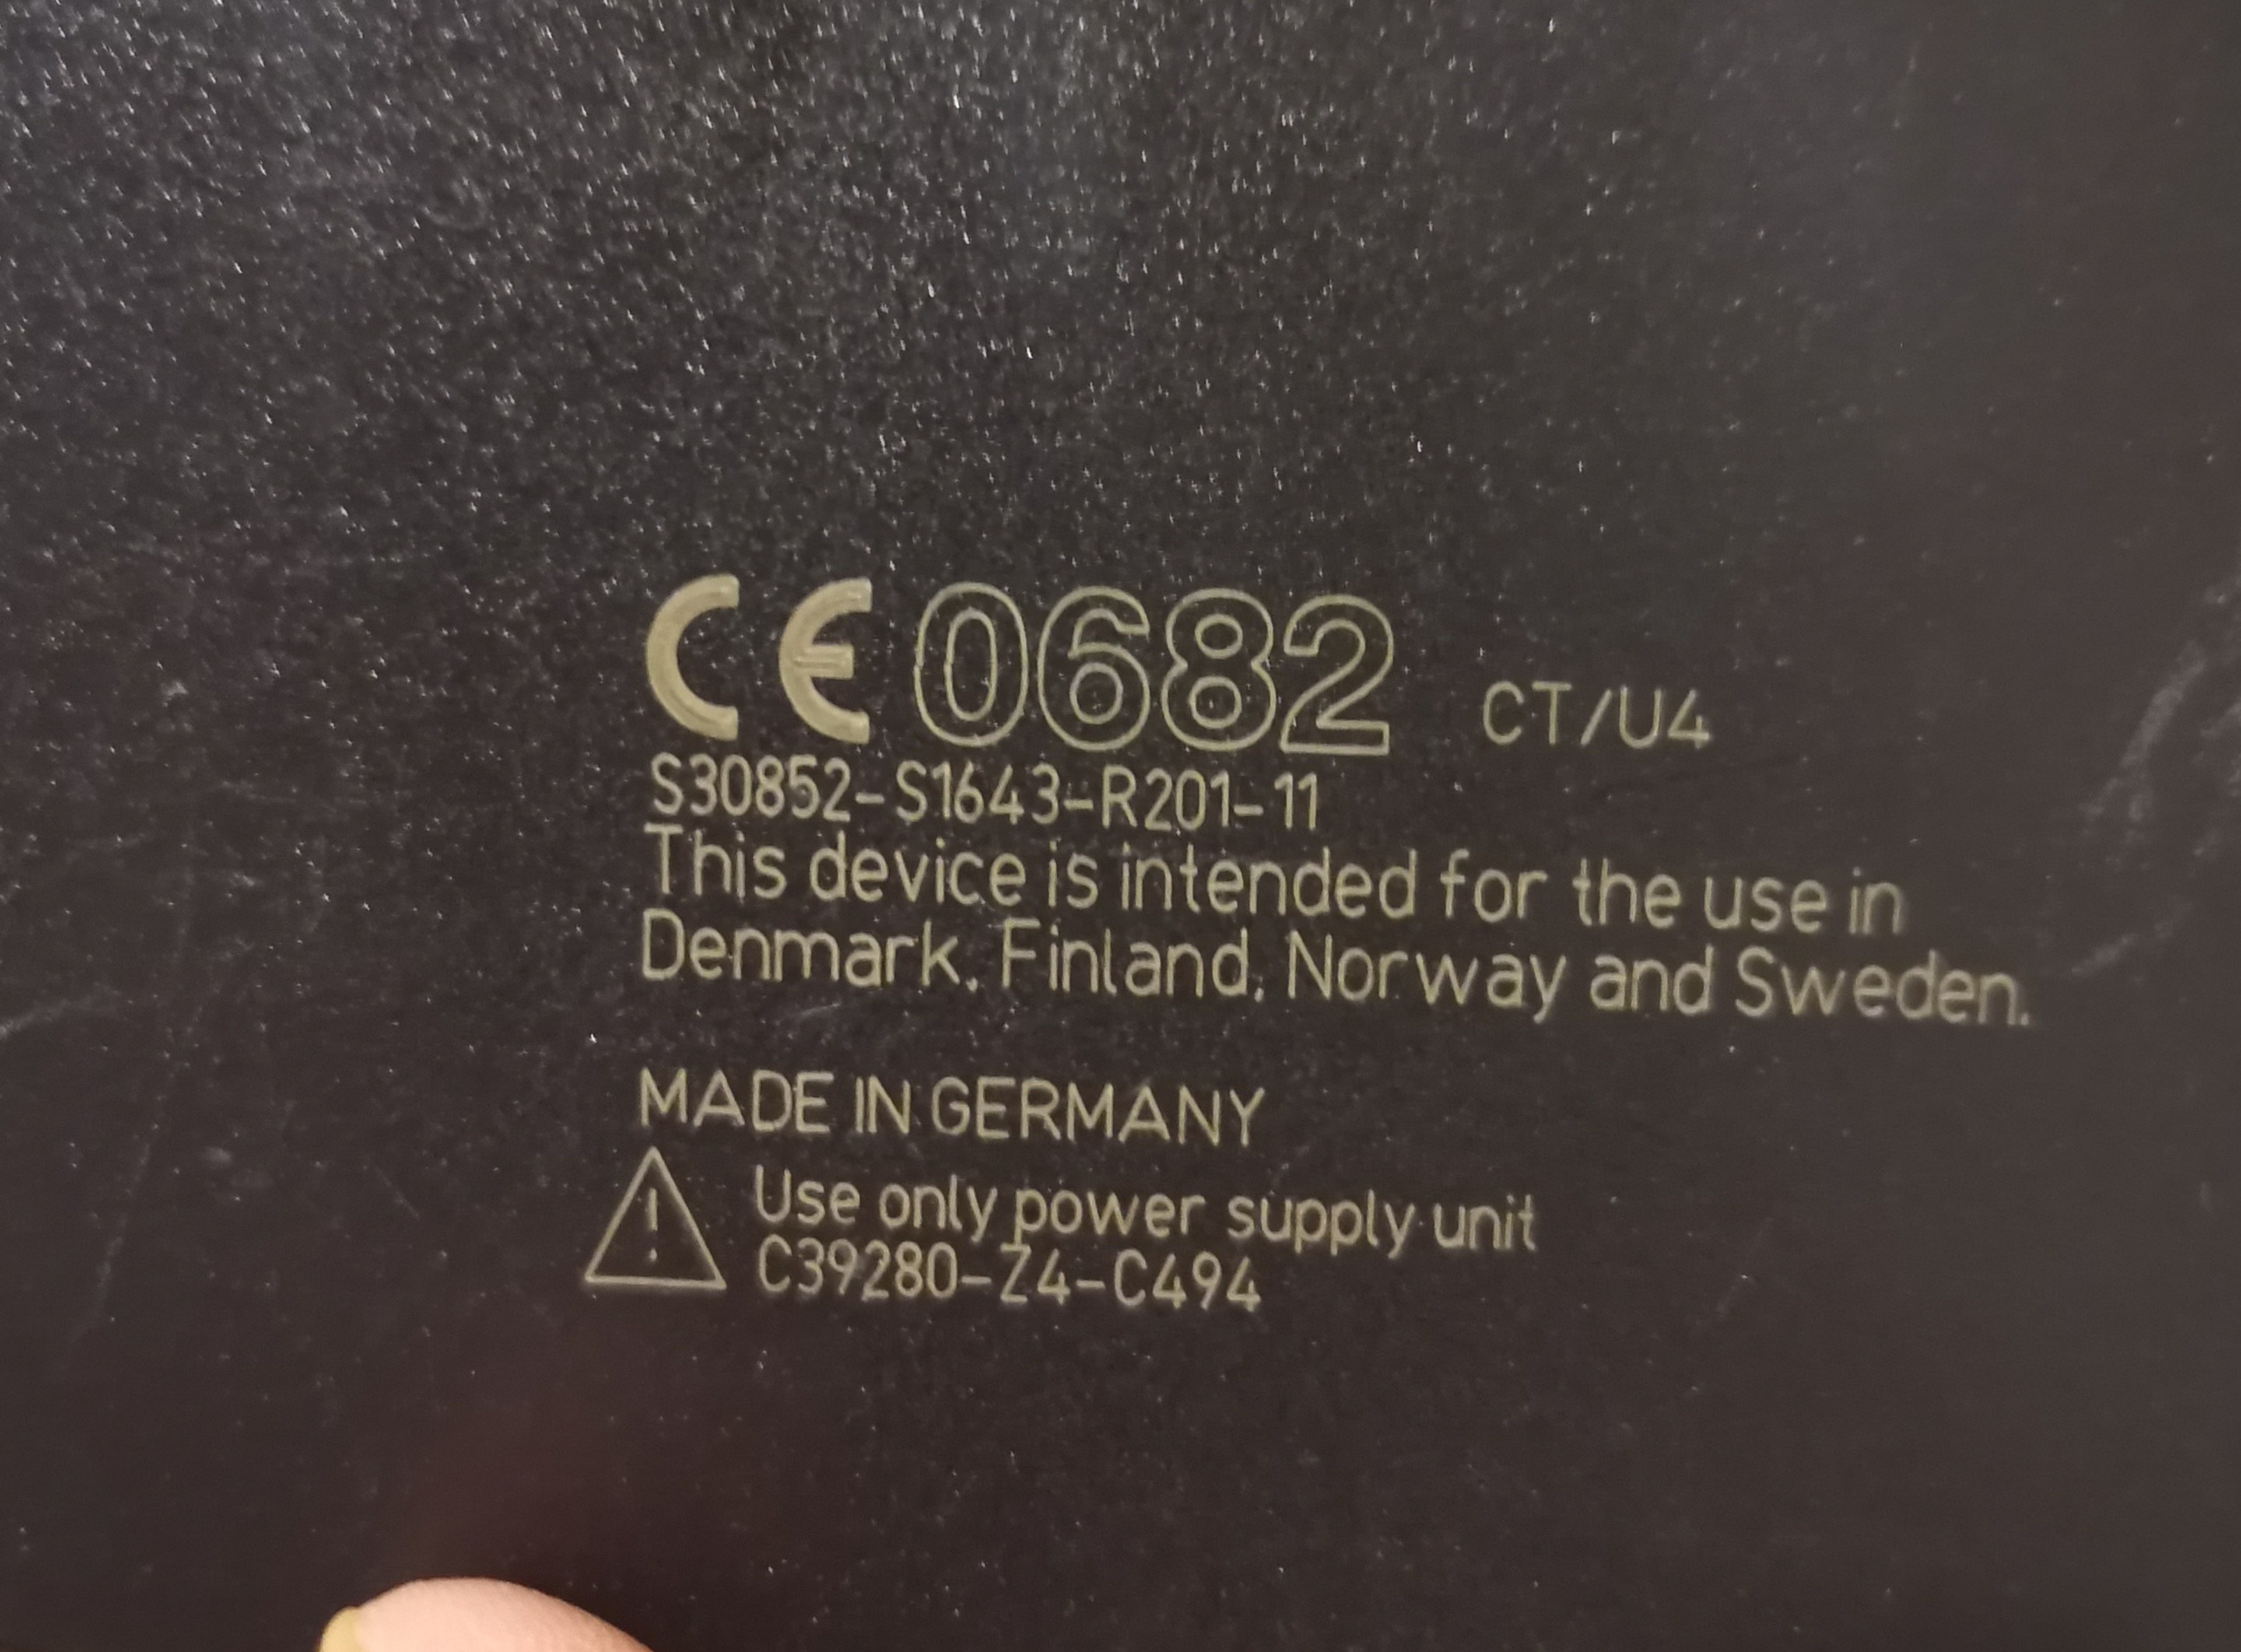 CE 0682 CT/U4
S30852-S1643-R201-11
This device is intended for the use in
Denmark, Finland, Norway and Sweden.
MADE IN GERMANY
! Use only power supply unit
C39280-Z4-C494